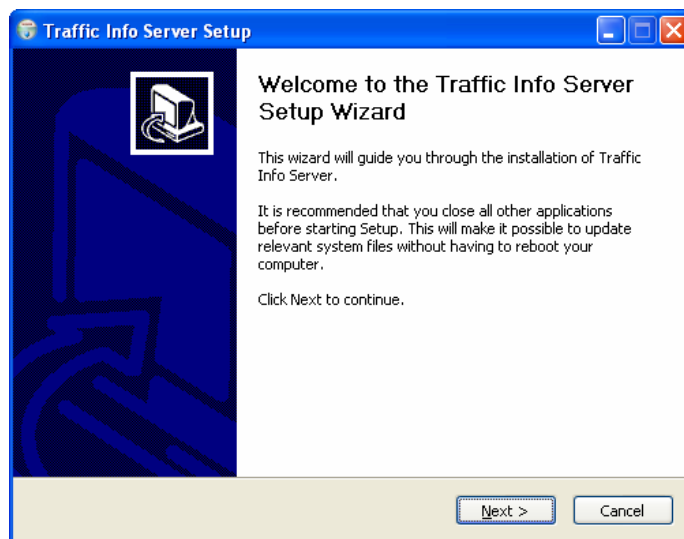 Traffic Info Server Setup
Welcome to the Traffic Info Server
Setup Wizard
This wizard will guide you through the installation of Traffic
Info Server.
It is recommended that you close all other applications
before starting Setup. This will make it possible to update
relevant system files without having to reboot your
computer.
Click Next to continue.
Next >
Cancel